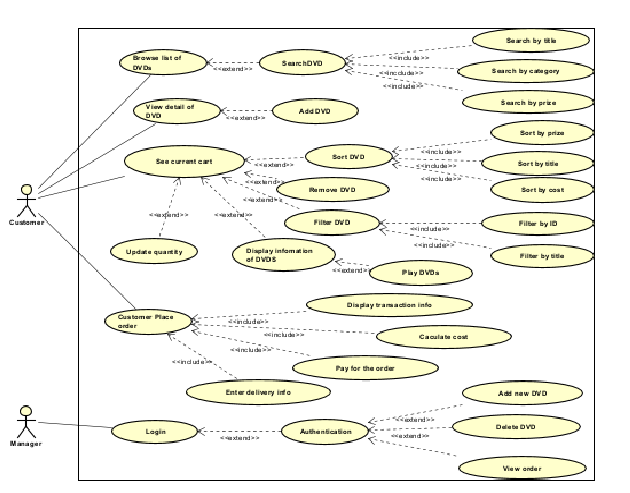 Search by title
Browse list of
DVDs
<<extend>>
SearchDVD
<<include>>
<<incclude>>
<<include>>
Search by category
Search by prize
View detail of
DVD
<<extend>>
Add DVD
Sort by prize
See current cart
<<extend>>
Sort DVD
<<include>>
<<include>>
<<include>>
Sort by title
Sort by cost
<<extend>>
Remove DVD
<<extend>>
Customer
<<extend>>
<<extend>>
Filter DVD
<<include>>
<<include>>
Filter by ID
Filter by title
Update quantity
Display infomation
of DVDS
<<extend>>
Play DVDs
Display transaction info
Customer Place
order
<<include>>
<<include>>
Caculate cost
<<include>>
<<include>>
Pay for the order
Enter delivery info
Add new DVD
Manager
Login
<<extend>>
Authentication
<<extend>>
<<extend>>
Delete DVD
View order